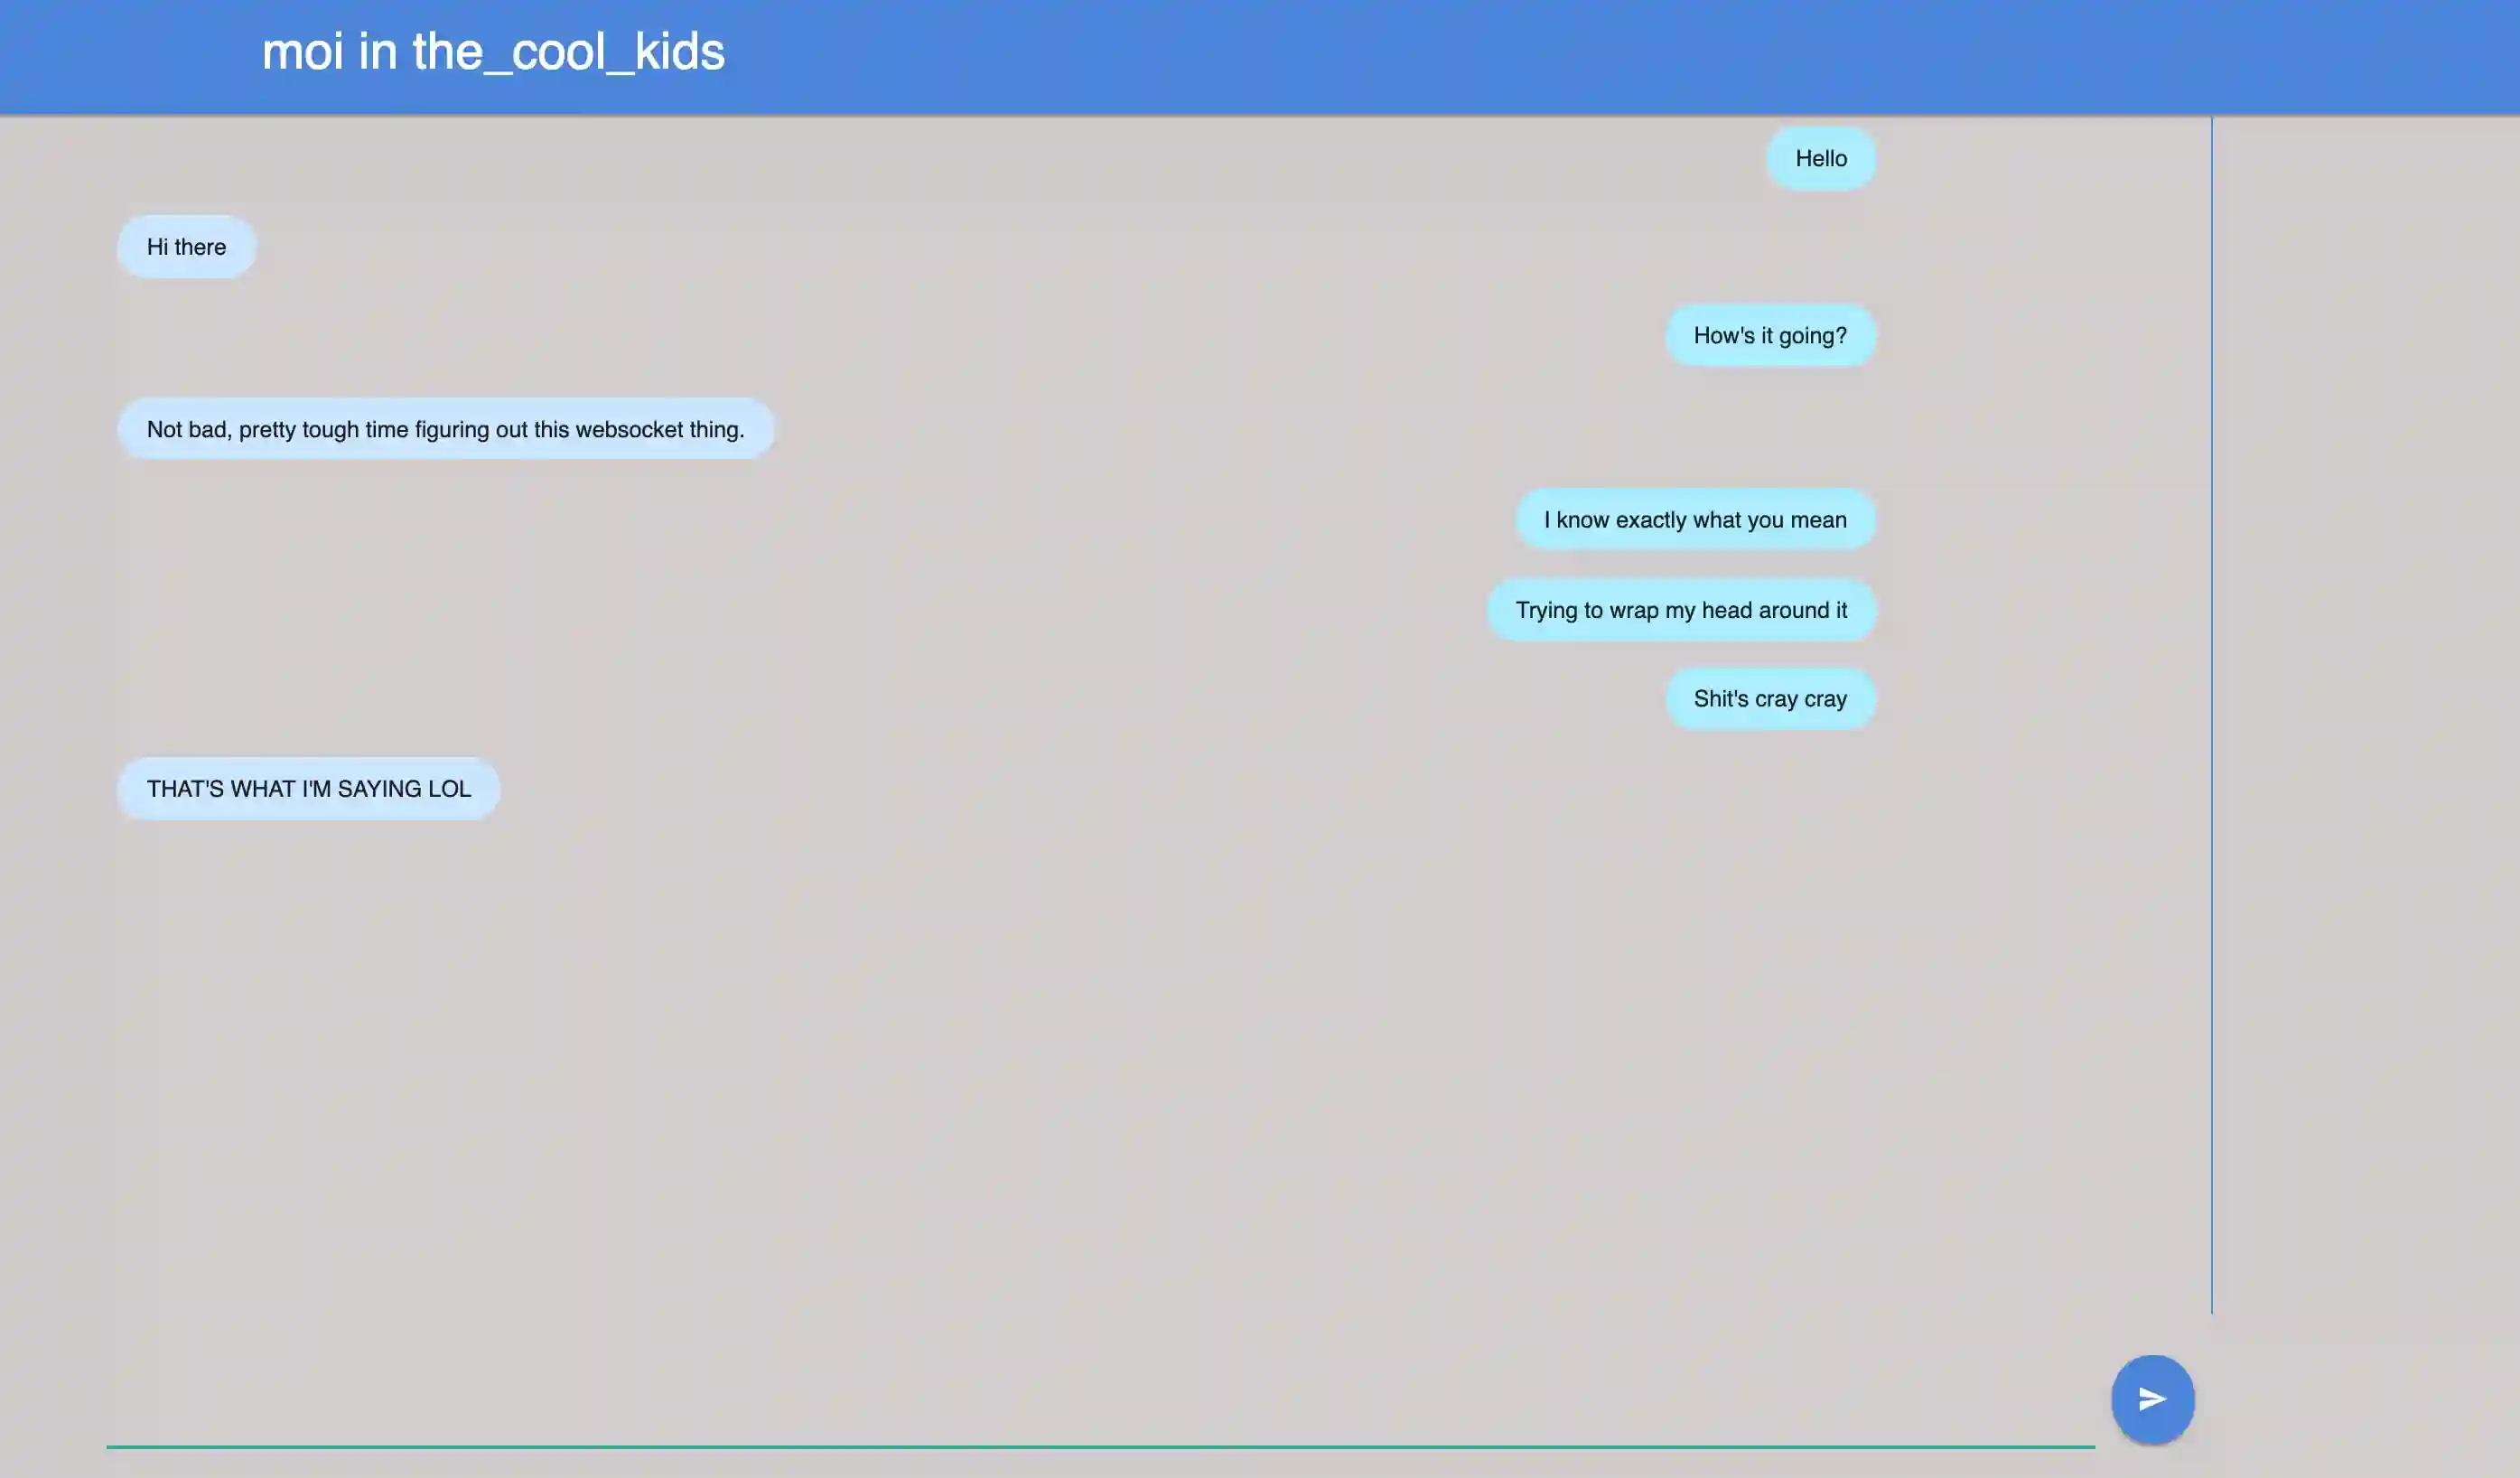 moi in the_cool_kids
Hello
Hi there
How's it going?
Not bad, pretty tough time figuring out this websocket thing.
I know exactly what you mean
Trying to wrap my head around it
Shit's cray cray
THAT'S WHAT I'M SAYING LOL